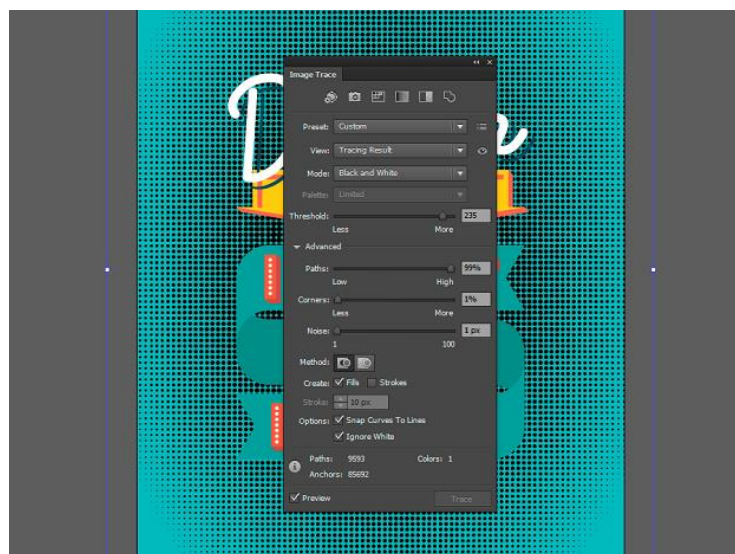 Image Trace
Preset: Custom
View: Tracing Result
Mode: Black and White
Palette: Limited
Threshold: 235
Less More
Advanced
Paths: 99%
Low High
Corners: 1%
Less More
Noise: 1 px
1 100
Method:
Create: Fills Strokes
Stroke: 10 px
Options: Snap Curves To Lines
Ignore White
Paths: 9593 Colors: 1
Anchors: 85692
Preview Trace